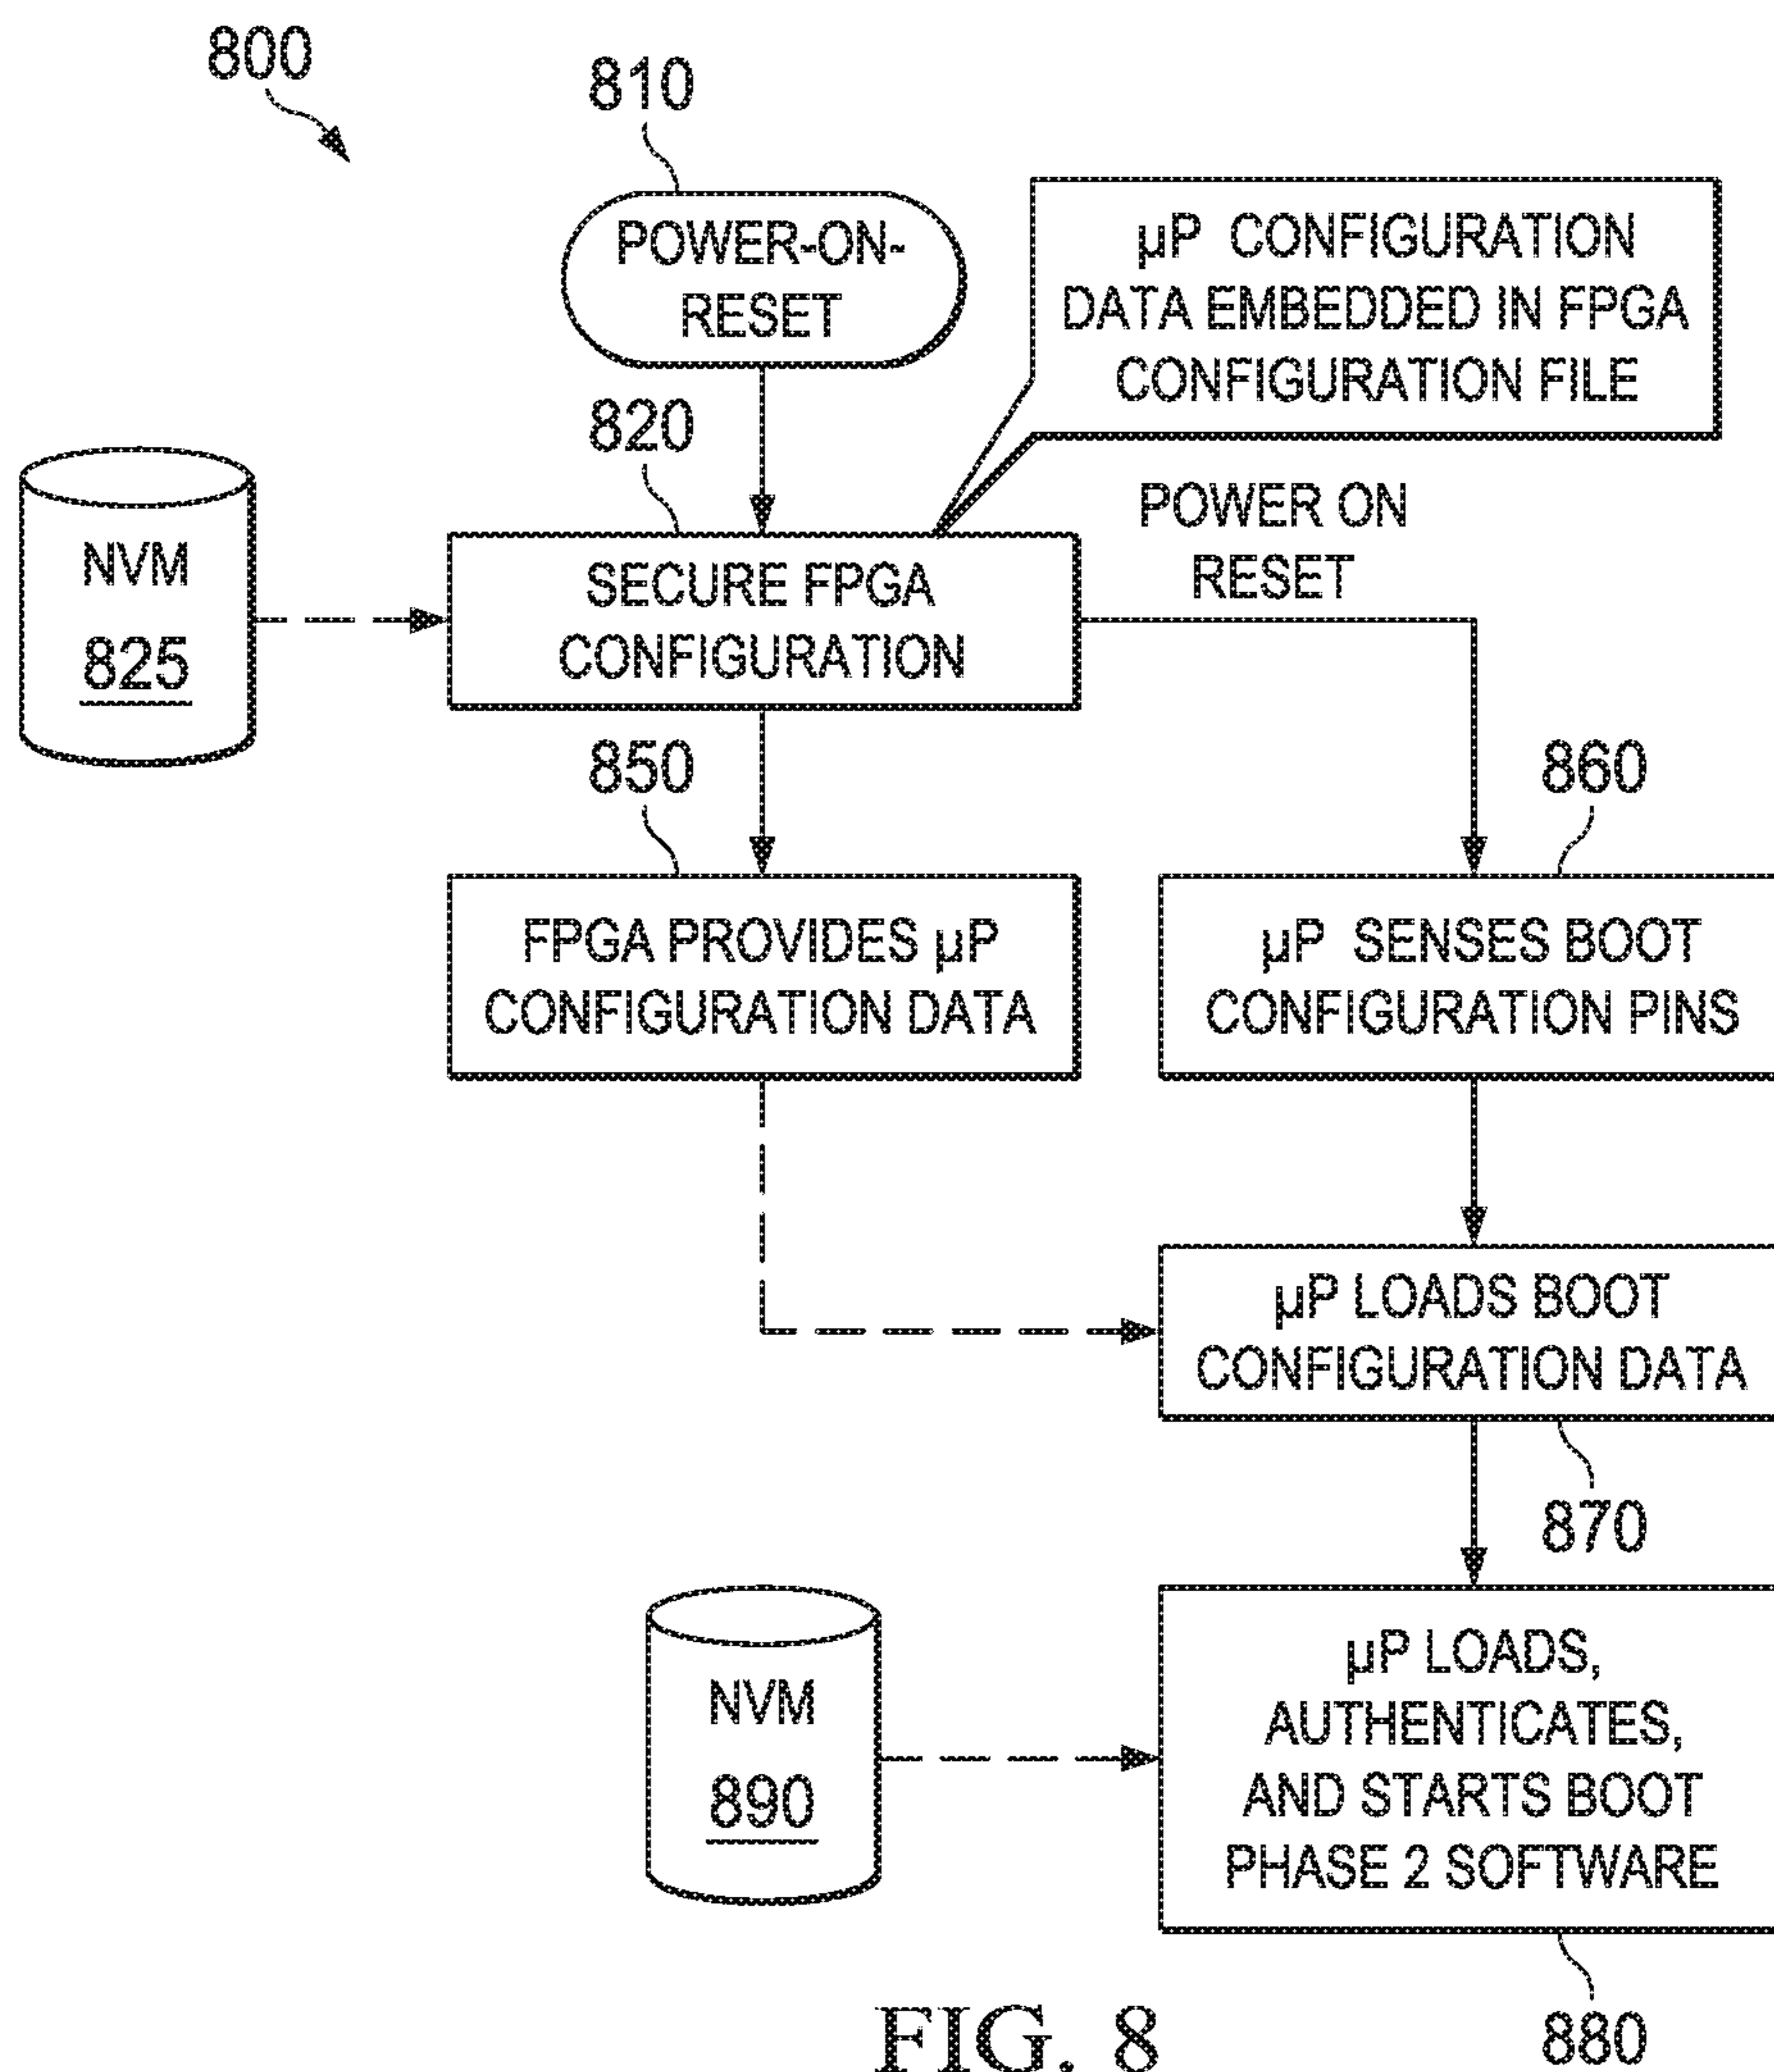 800
810
POWER-ON-
RESET
µP CONFIGURATION
DATA EMBEDDED IN FPGA
CONFIGURATION FILE
820
NVM
825
SECURE FPGA
CONFIGURATION
POWER ON
RESET
850
FPGA PROVIDES µP
CONFIGURATION DATA
860
µP SENSES BOOT
CONFIGURATION PINS
µP LOADS BOOT
CONFIGURATION DATA
870
NVM
890
µP LOADS,
AUTHENTICATES,
AND STARTS BOOT
PHASE 2 SOFTWARE
880
FIG. 8